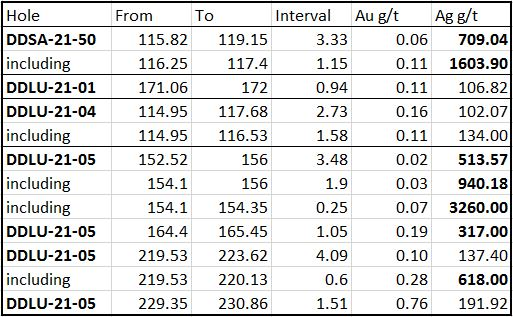 Hole From To Interval Au g/t Ag g/t
DDSA-21-50 115.82 119.15 3.33 0.06 709.04
including 116.25 117.4 1.15 0.11 1603.90
DDLU-21-01 171.06 172 0.94 0.11 106.82
DDLU-21-04 114.95 117.68 2.73 0.16 102.07
including 114.95 116.53 1.58 0.11 134.00
DDLU-21-05 152.52 156 3.48 0.02 513.57
including 154.1 156 1.9 0.03 940.18
including 154.1 154.35 0.25 0.07 3260.00
DDLU-21-05 164.4 165.45 1.05 0.19 317.00
DDLU-21-05 219.53 223.62 4.09 0.10 137.40
including 219.53 220.13 0.6 0.28 618.00
DDLU-21-05 229.35 230.86 1.51 0.76 191.92